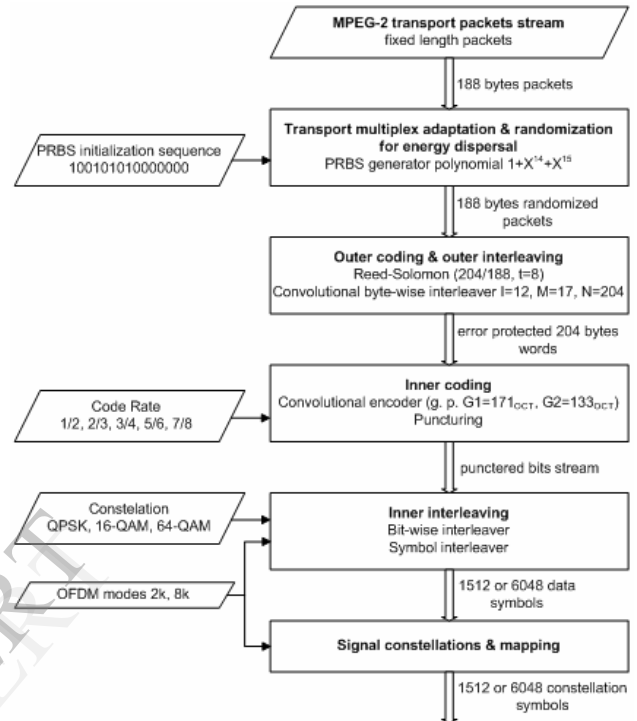 MPEG-2 transport packets stream
fixed length packets
188 bytes packets
Transport multiplex adaptation & randomization
for energy dispersal
PRBS generator polynomial 1+X¹⁴+X¹⁵
PRBS initialization sequence
100101010000000
188 bytes randomized
packets
Outer coding & outer interleaving
Reed-Solomon (204/188, t=8)
Convolutional byte-wise interleaver I=12, M=17, N=204
error protected 204 bytes
words
Inner coding
Convolutional encoder (g. p. G1=171OCT, G2=133OCT)
Puncturing
Code Rate
1/2, 2/3, 3/4, 5/6, 7/8
punctered bits stream
Constelation
QPSK, 16-QAM, 64-QAM
Inner interleaving
Bit-wise interleaver
Symbol interleaver
OFDM modes 2k, 8k
1512 or 6048 data
symbols
Signal constellations & mapping
1512 or 6048 constellation
symbols
ERT